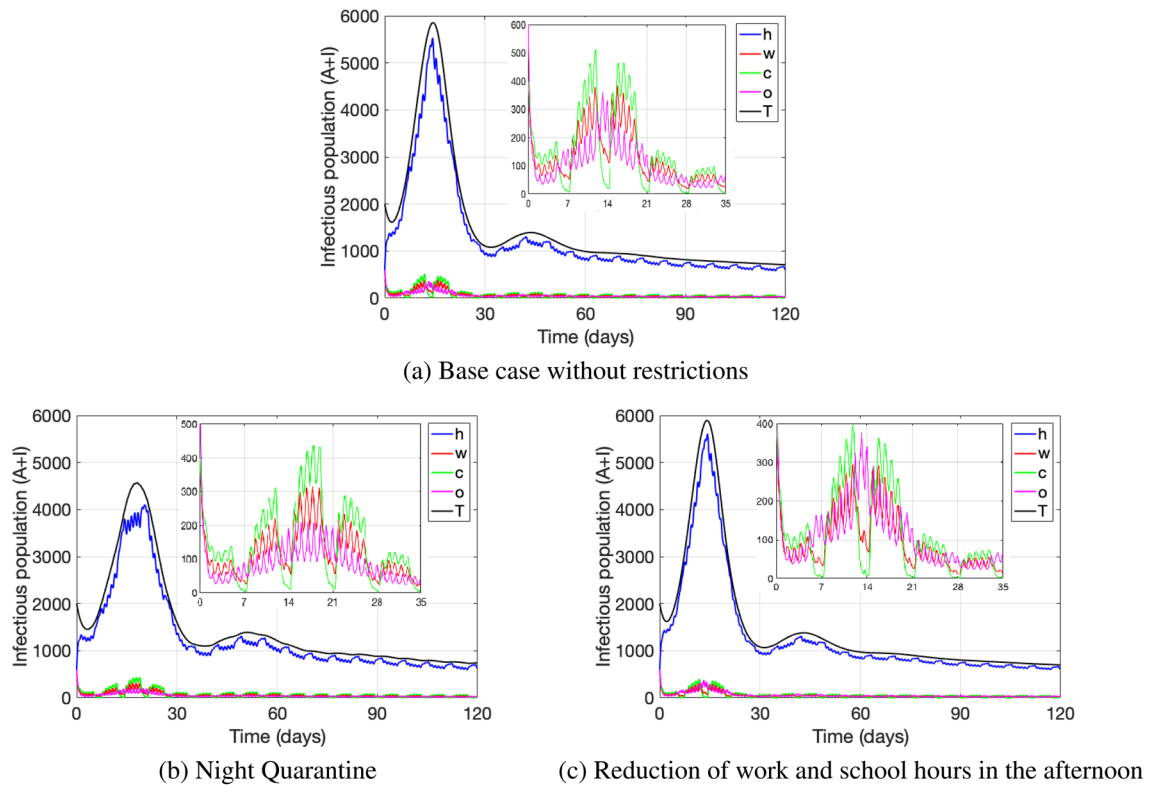 6000
5000
4000
3000
2000
1000
0
Infectious population (A+I)
0 30 60 90 120
Time (days)
600
500
400
300
200
100
0
0 7 14 21 28 35
h
w
c
o
T
(a) Base case without restrictions
6000
5000
4000
3000
2000
1000
0
Infectious population (A+I)
0 30 60 90 120
Time (days)
500
400
300
200
100
0
0 7 14 21 28 35
h
w
c
o
T
(b) Night Quarantine
6000
5000
4000
3000
2000
1000
0
Infectious population (A+I)
0 30 60 90 120
Time (days)
400
300
200
100
0
0 7 14 21 28 35
h
w
c
o
T
(c) Reduction of work and school hours in the afternoon